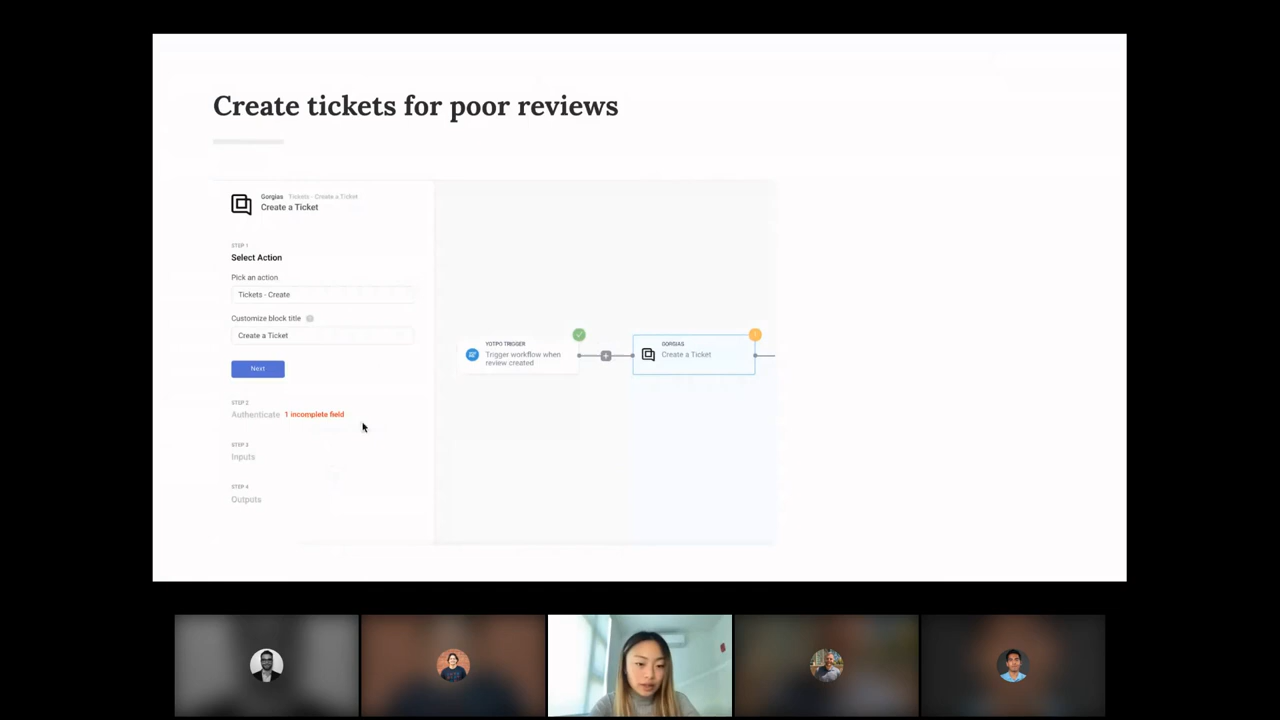 Create tickets for poor reviews
Gorgias Tickets - Create a Ticket
Create a Ticket
STEP 1
Select Action
Pick an action
Tickets - Create
Customize block title
Create a Ticket
Next
STEP 2
Authenticate 1 incomplete field
STEP 3
Inputs
STEP 4
Outputs
YOTPO TRIGGER
Trigger workflow when
review created
GORGIAS
Create a Ticket